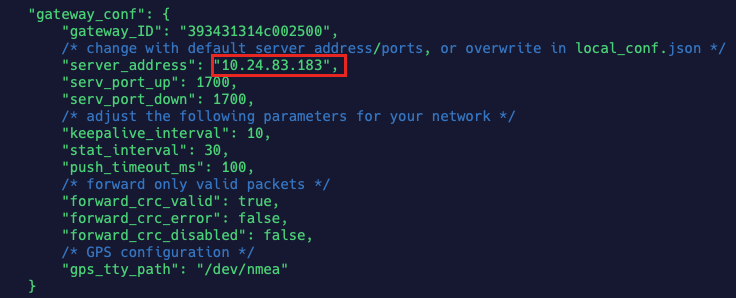 "gateway_conf": {
"gateway_ID": "393431314c002500",
/* change with default server address/ports, or overwrite in local_conf.json */
"server_address": "10.24.83.183",
"serv_port_up": 1700,
"serv_port_down": 1700,
/* adjust the following parameters for your network */
"keepalive_interval": 10,
"stat_interval": 30,
"push_timeout_ms": 100,
/* forward only valid packets */
"forward_crc_valid": true,
"forward_crc_error": false,
"forward_crc_disabled": false,
/* GPS configuration */
"gps_tty_path": "/dev/nmea"
}